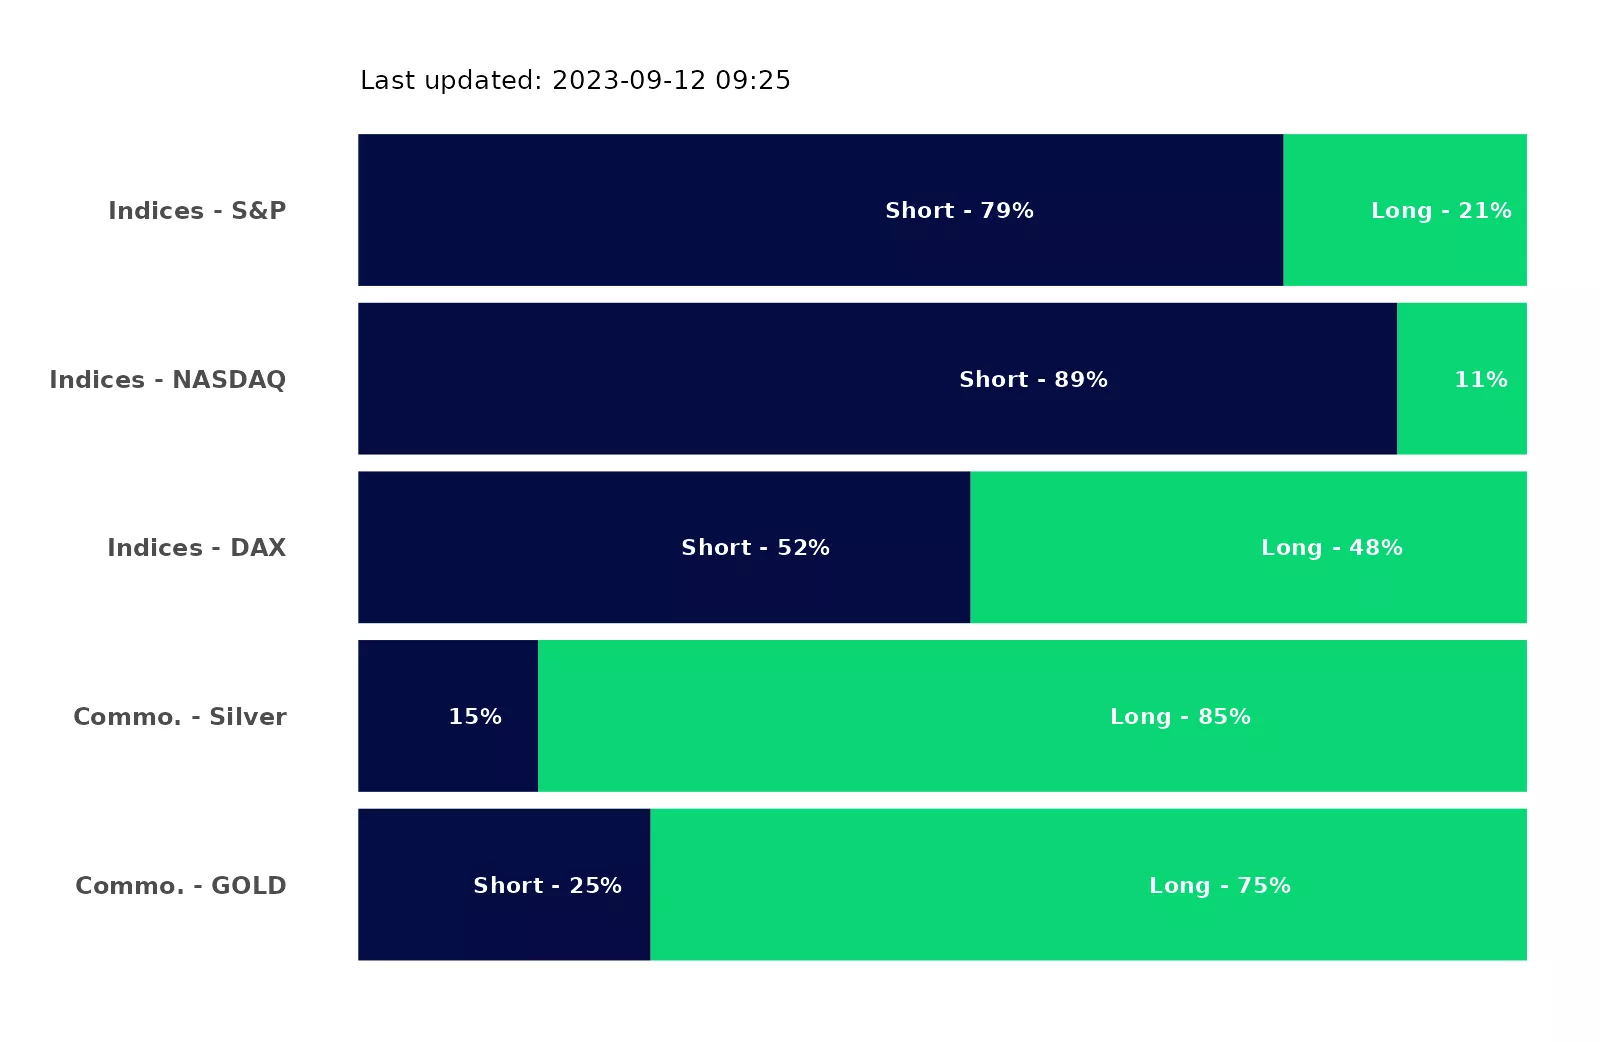 Last updated: 2023-09-12 09:25
Indices - S&P Short - 79% Long - 21%
Indices - NASDAQ Short - 89% 11%
Indices - DAX Short - 52% Long - 48%
Commo. - Silver 15% Long - 85%
Commo. - GOLD Short - 25% Long - 75%